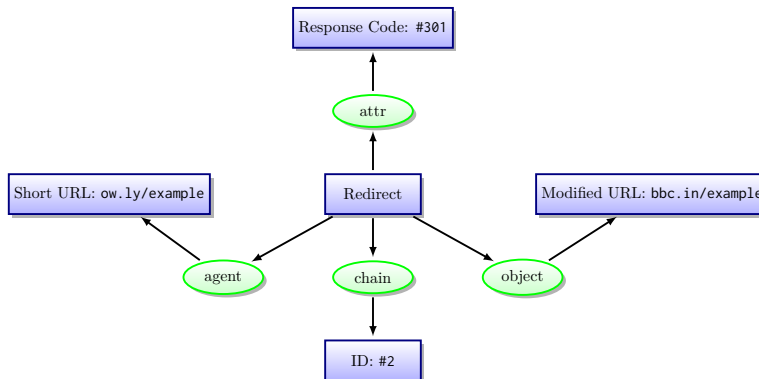 Response Code: #301
attr
Short URL: ow.ly/example
Redirect
Modified URL: bbc.in/example
agent
chain
object
ID: #2